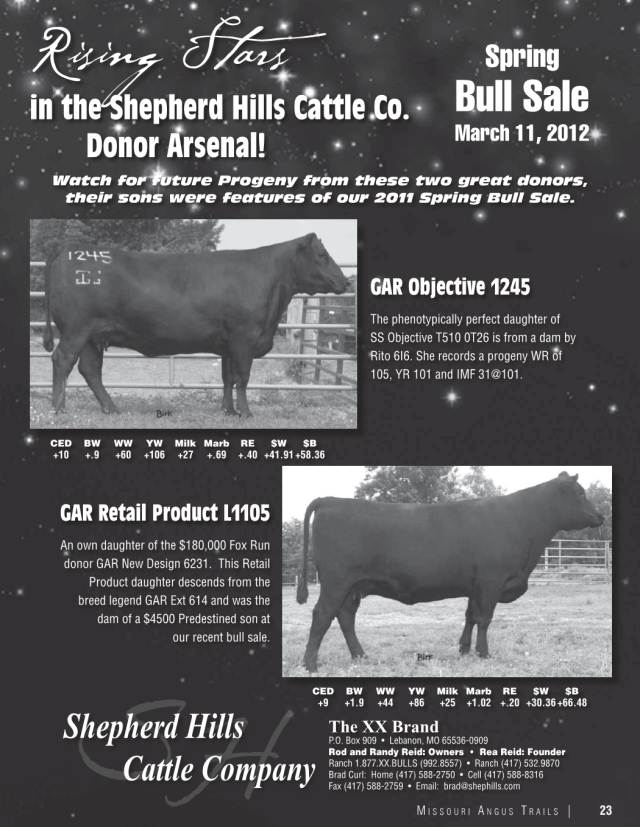 Rising Stars
in the Shepherd Hills Cattle Co.
Donor Arsenal!
Spring
Bull Sale
March 11, 2012
Watch for future Progeny from these two great donors,
their sons were features of our 2011 Spring Bull Sale.
1245
Birk
GAR Objective 1245
The phenotypically perfect daughter of
SS Objective T510 0T26 is from a dam by
Rito 6I6. She records a progeny WR of
105, YR 101 and IMF 31@101.
CED BW WW YW Milk Marb RE $W $B
+10 +.9 +60 +106 +27 +.69 +.40 +41.91 +58.36
GAR Retail Product L1105
An own daughter of the $180,000 Fox Run
donor GAR New Design 6231. This Retail
Product daughter descends from the
breed legend GAR Ext 614 and was the
dam of a $4500 Predestined son at
our recent bull sale.
Birk
CED BW WW YW Milk Marb RE $W $B
+9 +1.9 +44 +86 +25 +1.02 +.20 +30.36 +66.48
SH
Shepherd Hills
Cattle Company
The XX Brand
P.O. Box 909 • Lebanon, MO 65536-0909
Rod and Randy Reid: Owners • Rea Reid: Founder
Ranch 1.877.XX.BULLS (992.8557) • Ranch (417) 532.9870
Brad Curl: Home (417) 588-2750 • Cell (417) 588-8316
Fax (417) 588-2759 • Email: brad@shephills.com
Missouri Angus Trails | 23